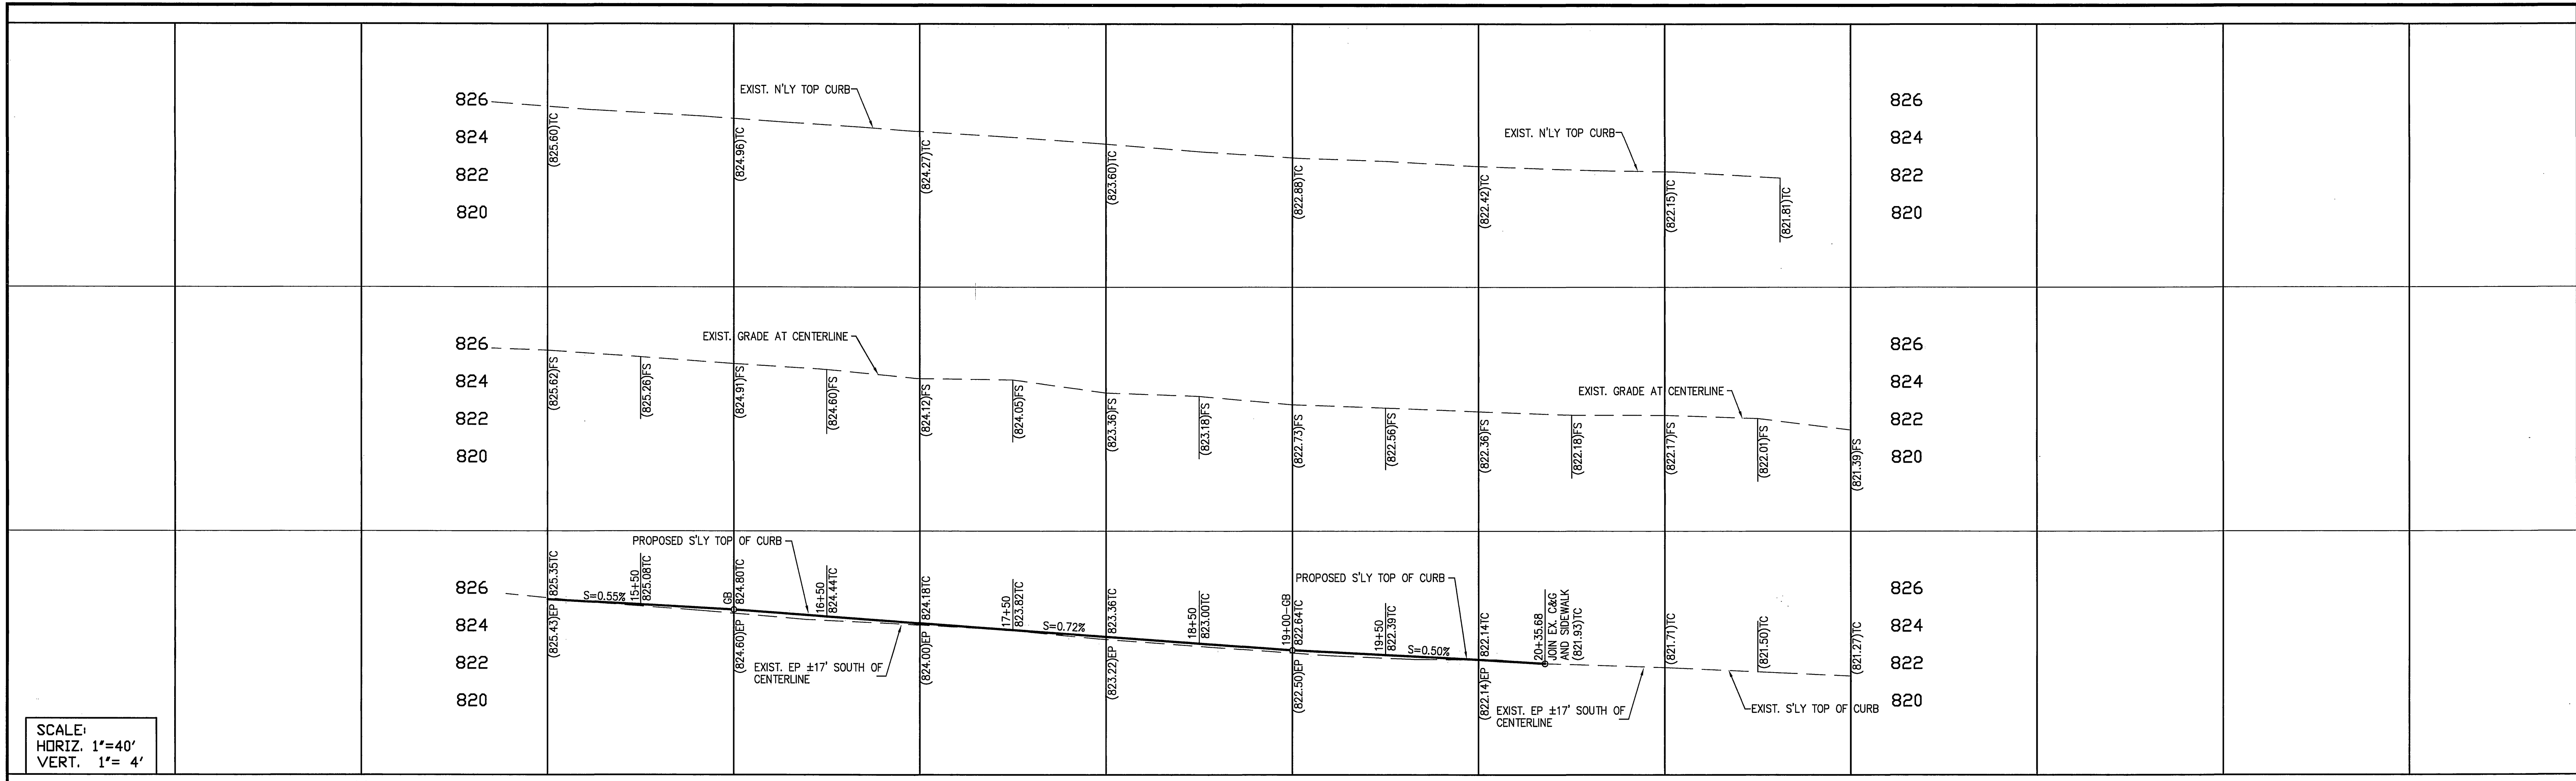 EXIST. N'LY TOP CURB
EXIST. N'LY TOP CURB
826
824
822
820
(825.60)TC
(824.96)TC
(824.27)TC
(823.60)TC
(822.88)TC
(822.42)TC
(822.15)TC
(821.81)TC
826
824
822
820
EXIST. GRADE AT CENTERLINE
EXIST. GRADE AT CENTERLINE
826
824
822
820
(825.62)FS
(825.26)FS
(824.91)FS
(824.60)FS
(824.12)FS
(824.05)FS
(823.36)FS
(823.18)FS
(822.73)FS
(822.56)FS
(822.36)FS
(822.18)FS
(822.17)FS
(822.01)FS
(821.39)FS
826
824
822
820
PROPOSED S'LY TOP OF CURB
PROPOSED S'LY TOP OF CURB
826
824
822
820
825.35TC
(825.43)EP
S=0.55%
15+50
825.08TC
GB
824.80TC
(824.60)EP
16+50
824.44TC
824.18TC
(824.00)EP
17+50
823.82TC
S=0.72%
823.36TC
(823.22)EP
18+50
823.00TC
19+00-GB
822.64TC
(822.50)EP
19+50
822.39TC
S=0.50%
822.14TC
(822.14)EP
20+35.68
JOIN EX. C&G
AND SIDEWALK
(821.93)TC
(821.71)TC
(821.50)TC
(821.27)TC
826
824
822
820
EXIST. EP ±17' SOUTH OF
CENTERLINE
EXIST. EP ±17' SOUTH OF
CENTERLINE
EXIST. S'LY TOP OF CURB
SCALE:
HORIZ. 1"=40'
VERT. 1"= 4'